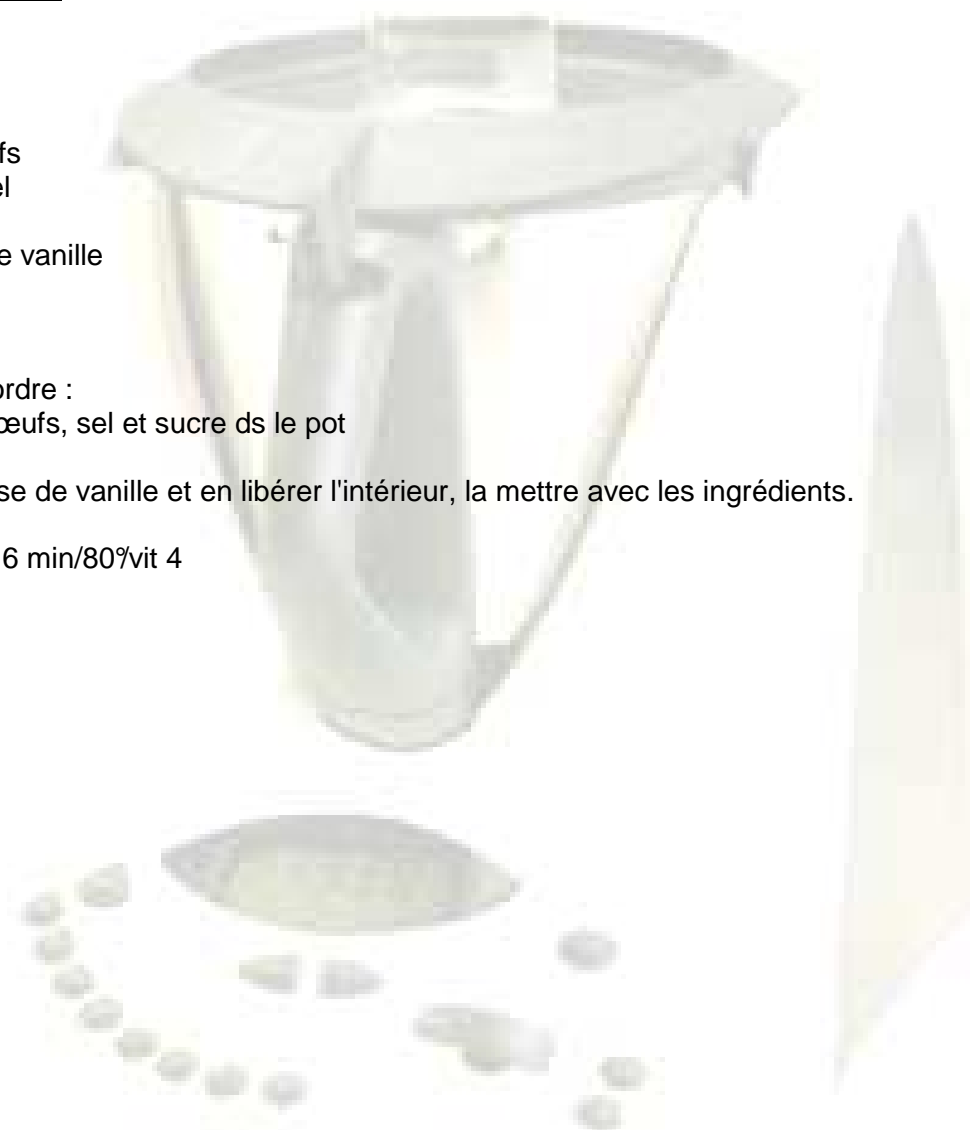 fs
el
e vanille
ordre :
œufs, sel et sucre ds le pot
se de vanille et en libérer l'intérieur, la mettre avec les ingrédients.
6 min/80°/vit 4